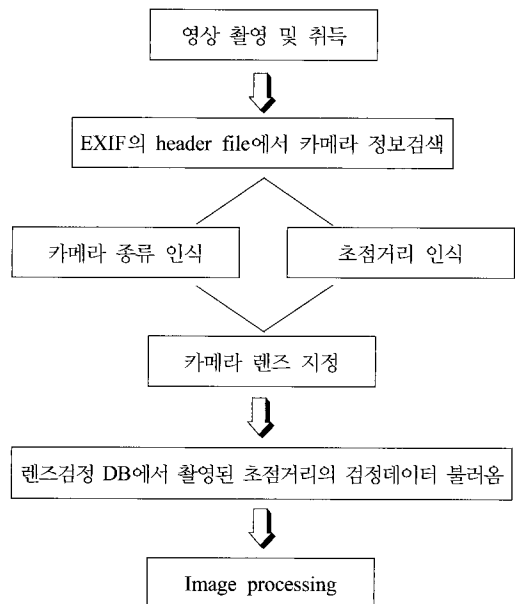 영상 촬영 및 취득
EXIF의 header file에서 카메라 정보검색
카메라 종류 인식
초점거리 인식
카메라 렌즈 지정
렌즈검정 DB에서 촬영된 초점거리의 검정데이터 불러옴
Image processing